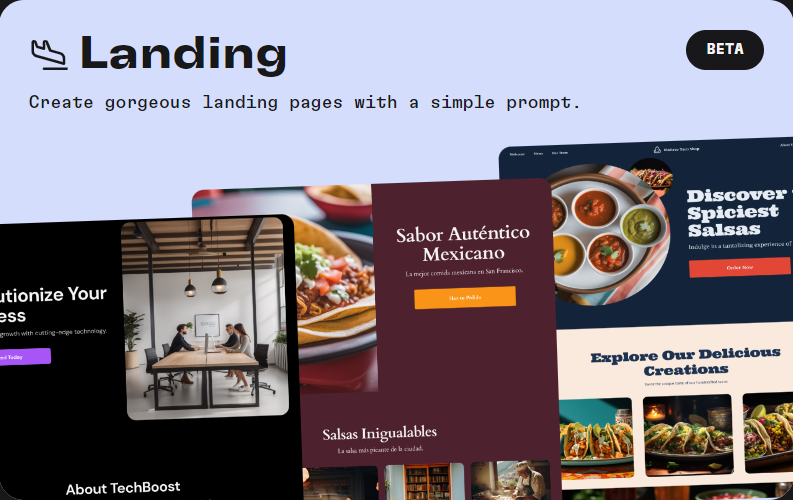 Landing
BETA
Create gorgeous landing pages with a simple prompt.
Discover
Spiciest
Salsas
Indulge in a tantalizing experience of
Order Now
Sabor Auténtico
Mexicano
La mejor comida mexicana en San Francisco.
Haz tu Pedido
utionize Your
ess
growth with cutting-edge technology.
ed Today
Explore Our Delicious
Creations
Salsas Inigualables
La salsa más picante de la ciudad.
About TechBoost